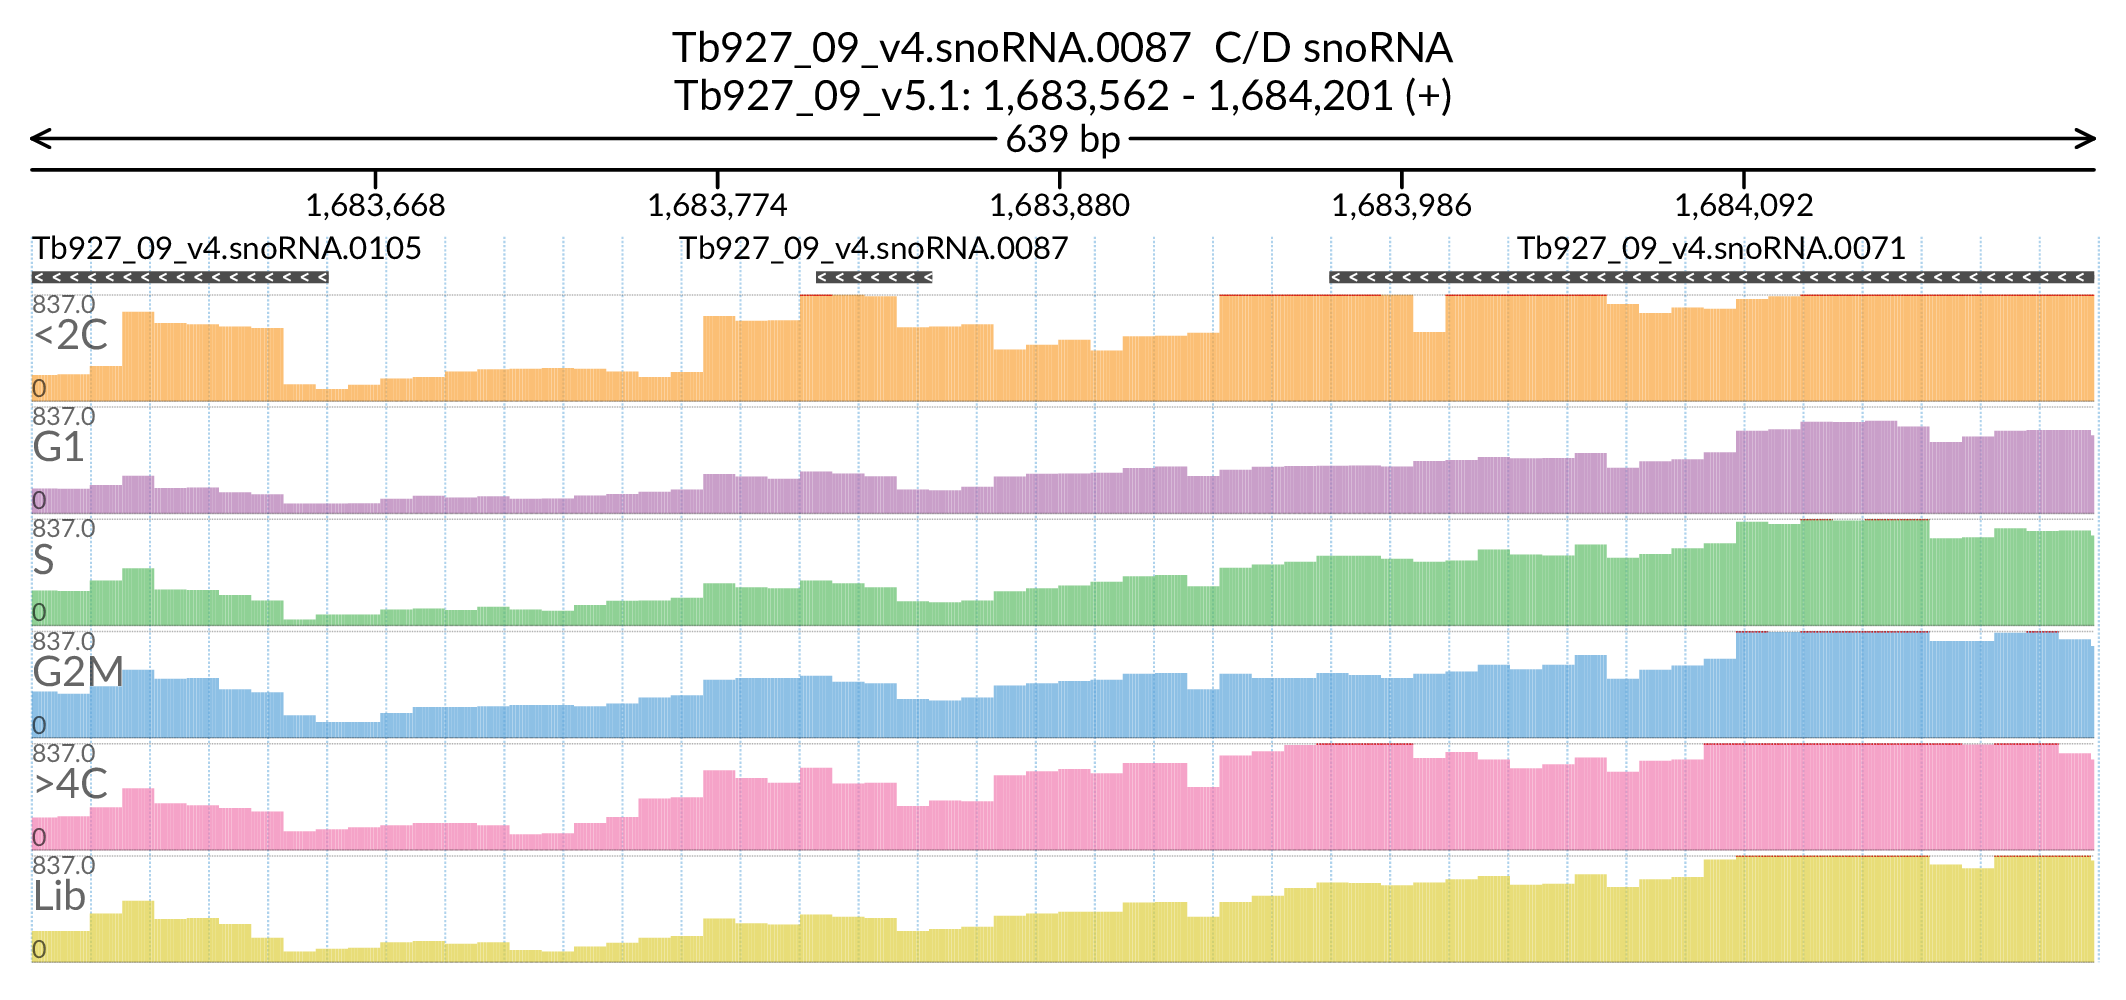 Tb927_09_v4.snoRNA.0087  C/D snoRNA
Tb927_09_v5.1: 1,683,562 - 1,684,201 (+)
639 bp
1,683,668 1,683,774 1,683,880 1,683,986 1,684,092
Tb927_09_v4.snoRNA.0105 Tb927_09_v4.snoRNA.0087 Tb927_09_v4.snoRNA.0071
837.0
<2C
0
837.0
G1
0
837.0
S
0
837.0
G2M
0
837.0
>4C
0
837.0
Lib
0